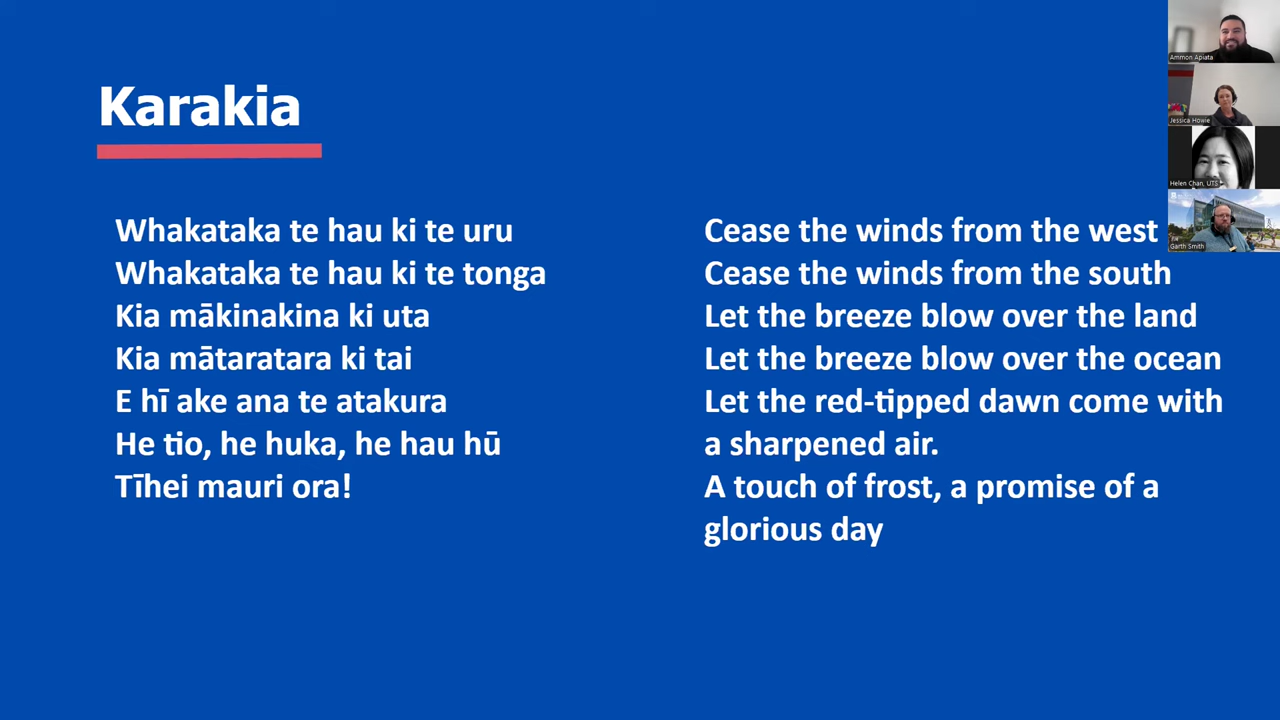 Karakia
Whakataka te hau ki te uru
Whakataka te hau ki te tonga
Kia mākinakina ki uta
Kia mātaratara ki tai
E hī ake ana te atakura
He tio, he huka, he hau hū
Tīhei mauri ora!
Cease the winds from the west
Cease the winds from the south
Let the breeze blow over the land
Let the breeze blow over the ocean
Let the red-tipped dawn come with
a sharpened air.
A touch of frost, a promise of a
glorious day
Ammon Apiata
Jessica Howie
Helen Chan, UTS
Garth Smith